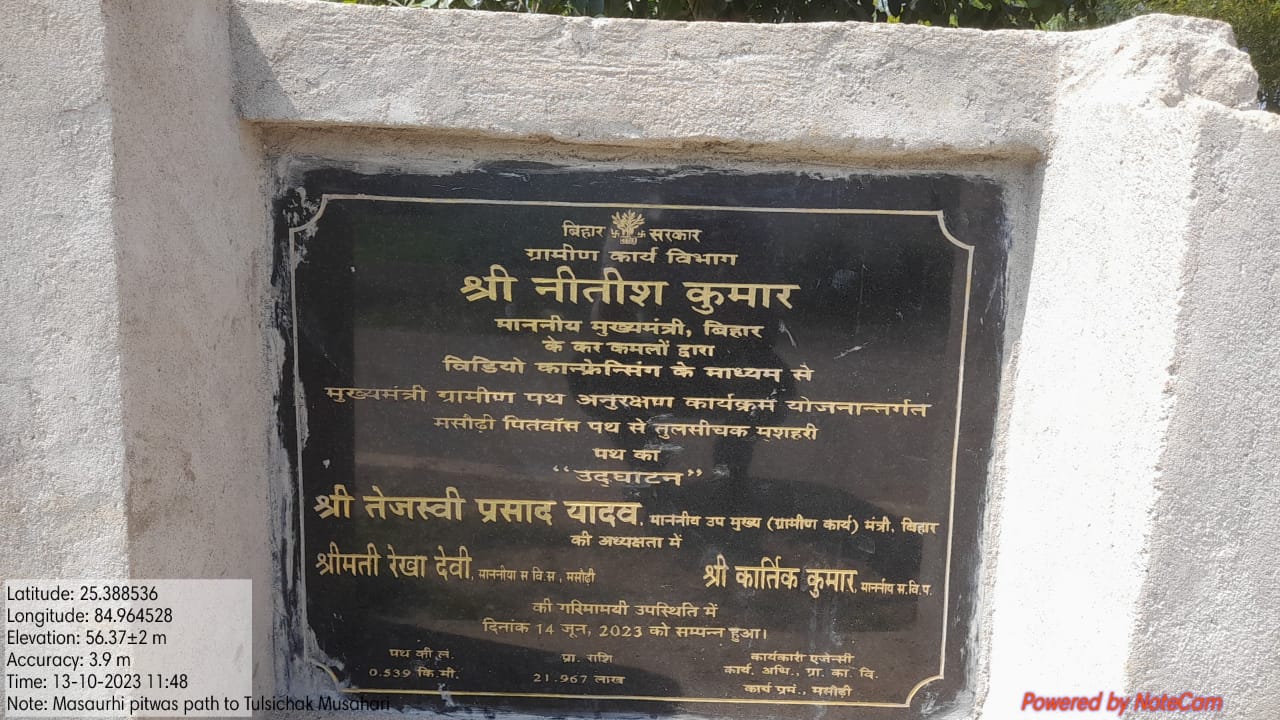 बिहार सरकार
ग्रामीण कार्य विभाग
श्री नीतीश कुमार
माननीय मुख्यमंत्री, बिहार
के कर कमलों द्वारा
विडियो कान्फ्रेन्सिंग के माध्यम से
मुख्यमंत्री ग्रामीण पथ अनुरक्षण कार्यक्रम योजनान्तर्गत
मसौढ़ी पितवाँस पथ से तुलसीचक मुशहरी
पथ का
“उद्घाटन”
श्री तेजस्वी प्रसाद यादव, माननीय उप मुख्य (ग्रामीण कार्य) मंत्री, बिहार
की अध्यक्षता में
श्रीमती रेखा देवी, माननीया स.वि.स., मसौढ़ी श्री कार्तिक कुमार, माननीय स.वि.प.
की गरिमामयी उपस्थिति में
दिनांक 14 जून, 2023 को सम्पन्न हुआ।
पथ की लं. प्रा. राशि कार्यकारी एजेन्सी
0.539 कि.मी. 21.967 लाख कार्य. अभि., ग्रा. का. वि.
कार्य प्रमं., मसौढ़ी
Latitude: 25.388536
Longitude: 84.964528
Elevation: 56.37±2 m
Accuracy: 3.9 m
Time: 13-10-2023 11:48
Note: Masaurhi pitwas path to Tulsichak Musahari
Powered by NoteCam